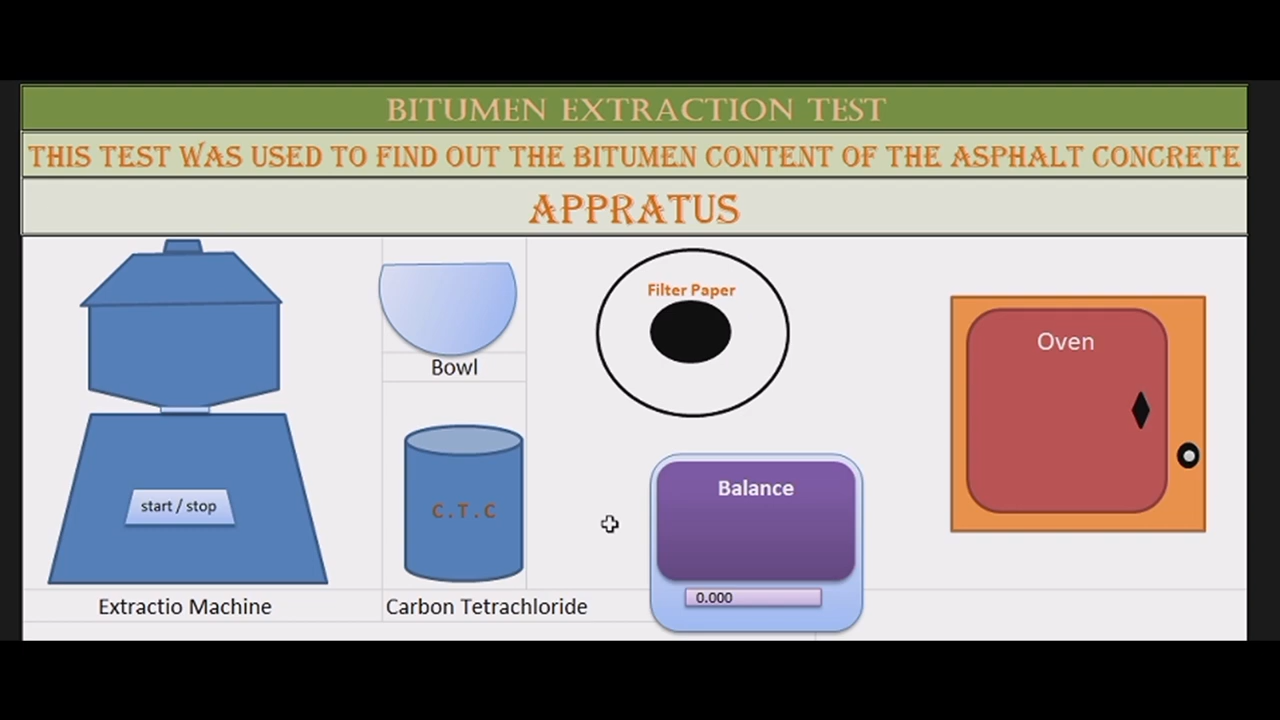 BITUMEN EXTRACTION TEST
THIS TEST WAS USED TO FIND OUT THE BITUMEN CONTENT OF THE ASPHALT CONCRETE
APPRATUS
Filter Paper
Oven
Bowl
Balance
start / stop
C.T.C
0.000
Extractio Machine
Carbon Tetrachloride